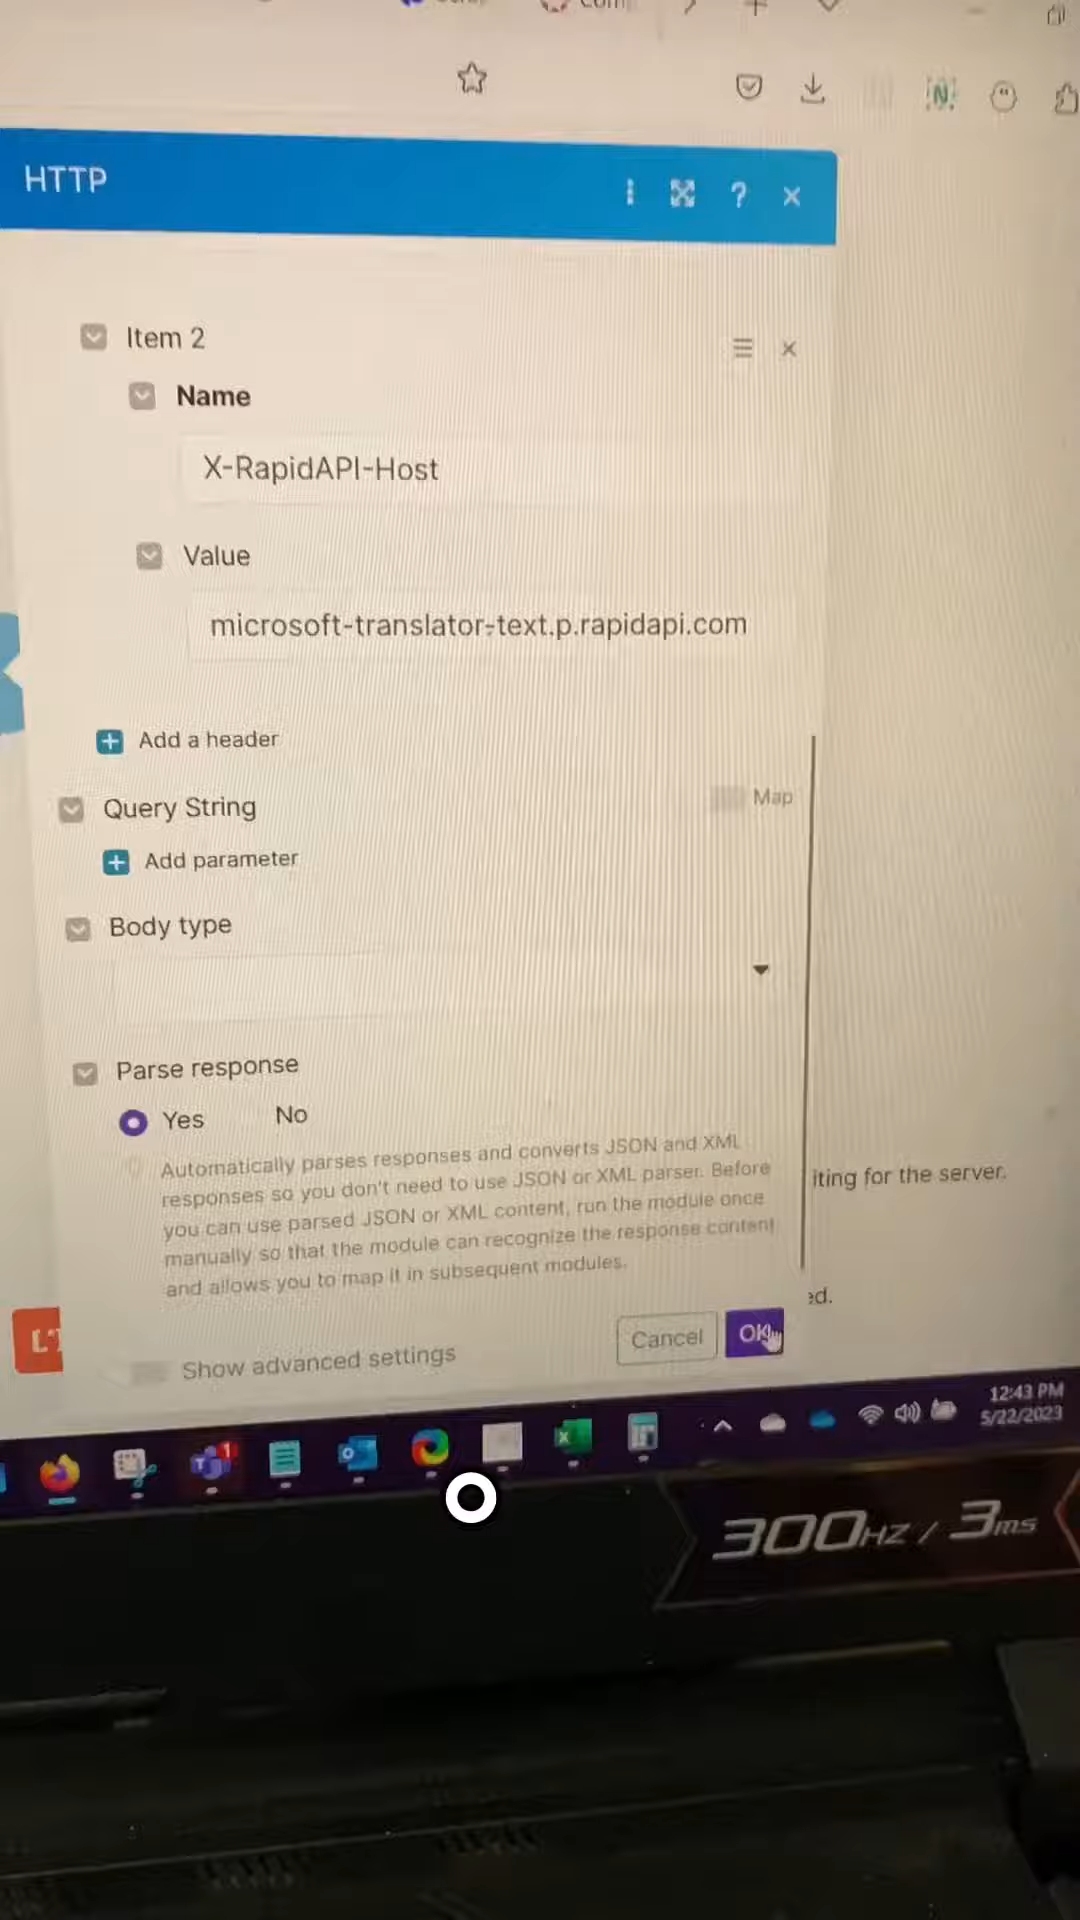 HTTP
?
Item 2
Name
X-RapidAPI-Host
Value
microsoft-translator-text.p.rapidapi.com
Add a header
Query String
Map
Add parameter
Body type
Parse response
Yes
No
Automatically parses responses and converts JSON and XML
responses so you don't need to use JSON or XML parser. Before
you can use parsed JSON or XML content, run the module once
manually so that the module can recognize the response content
and allows you to map it in subsequent modules.
iting for the server.
ed.
Show advanced settings
Cancel
OK
12:43 PM
5/22/2023
300HZ / 3ms